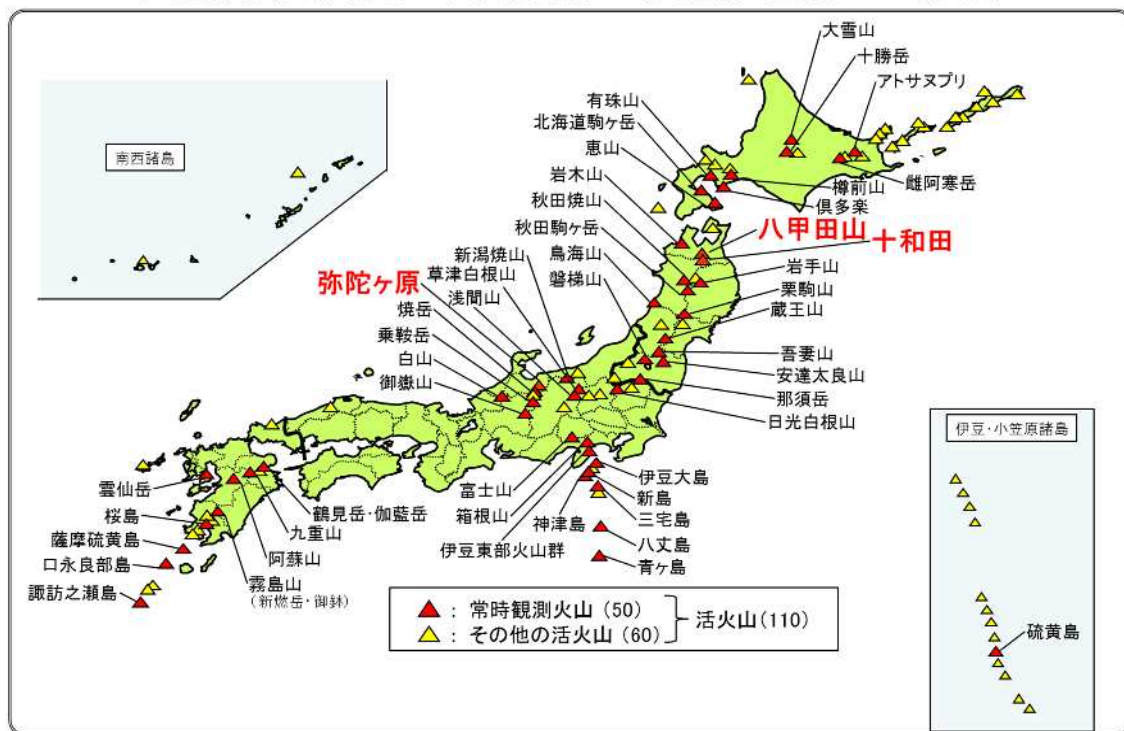 大雪山
十勝岳
アトサヌプリ
有珠山
北海道駒ヶ岳
恵山
岩木山
秋田焼山
秋田駒ヶ岳
鳥海山
磐梯山
新潟焼山
草津白根山
浅間山
弥陀ヶ原
焼岳
乗鞍岳
白山
御嶽山
樽前山
倶多楽
雌阿寒岳
八甲田山
十和田
岩手山
栗駒山
蔵王山
吾妻山
安達太良山
那須岳
日光白根山
南西諸島
伊豆・小笠原諸島
硫黄島
雲仙岳
桜島
薩摩硫黄島
口永良部島
諏訪之瀬島
鶴見岳・伽藍岳
九重山
阿蘇山
霧島山
(新燃岳・御鉢)
富士山
箱根山
伊豆東部火山群
神津島
伊豆大島
新島
三宅島
八丈島
青ヶ島
: 常時観測火山(50)
: その他の活火山(60)
活火山(110)